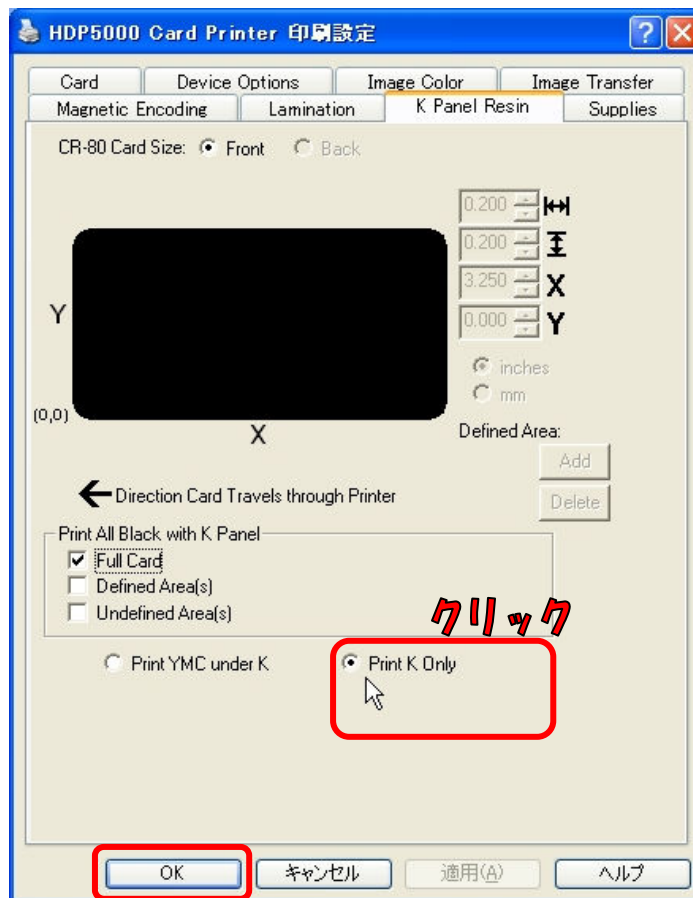 HDP5000 Card Printer 印刷設定
Card Device Options Image Color Image Transfer
Magnetic Encoding Lamination K Panel Resin Supplies
CR-80 Card Size: Front Back
0.200
0.200
3.250 X
0.000 Y
Y
inches
mm
(0,0)
X
Defined Area:
Add
Direction Card Travels through Printer
Delete
Print All Black with K Panel
Full Card
Defined Area(s)
Undefined Area(s)
クリック
Print YMC under K Print K Only
OK キャンセル 適用(A) ヘルプ